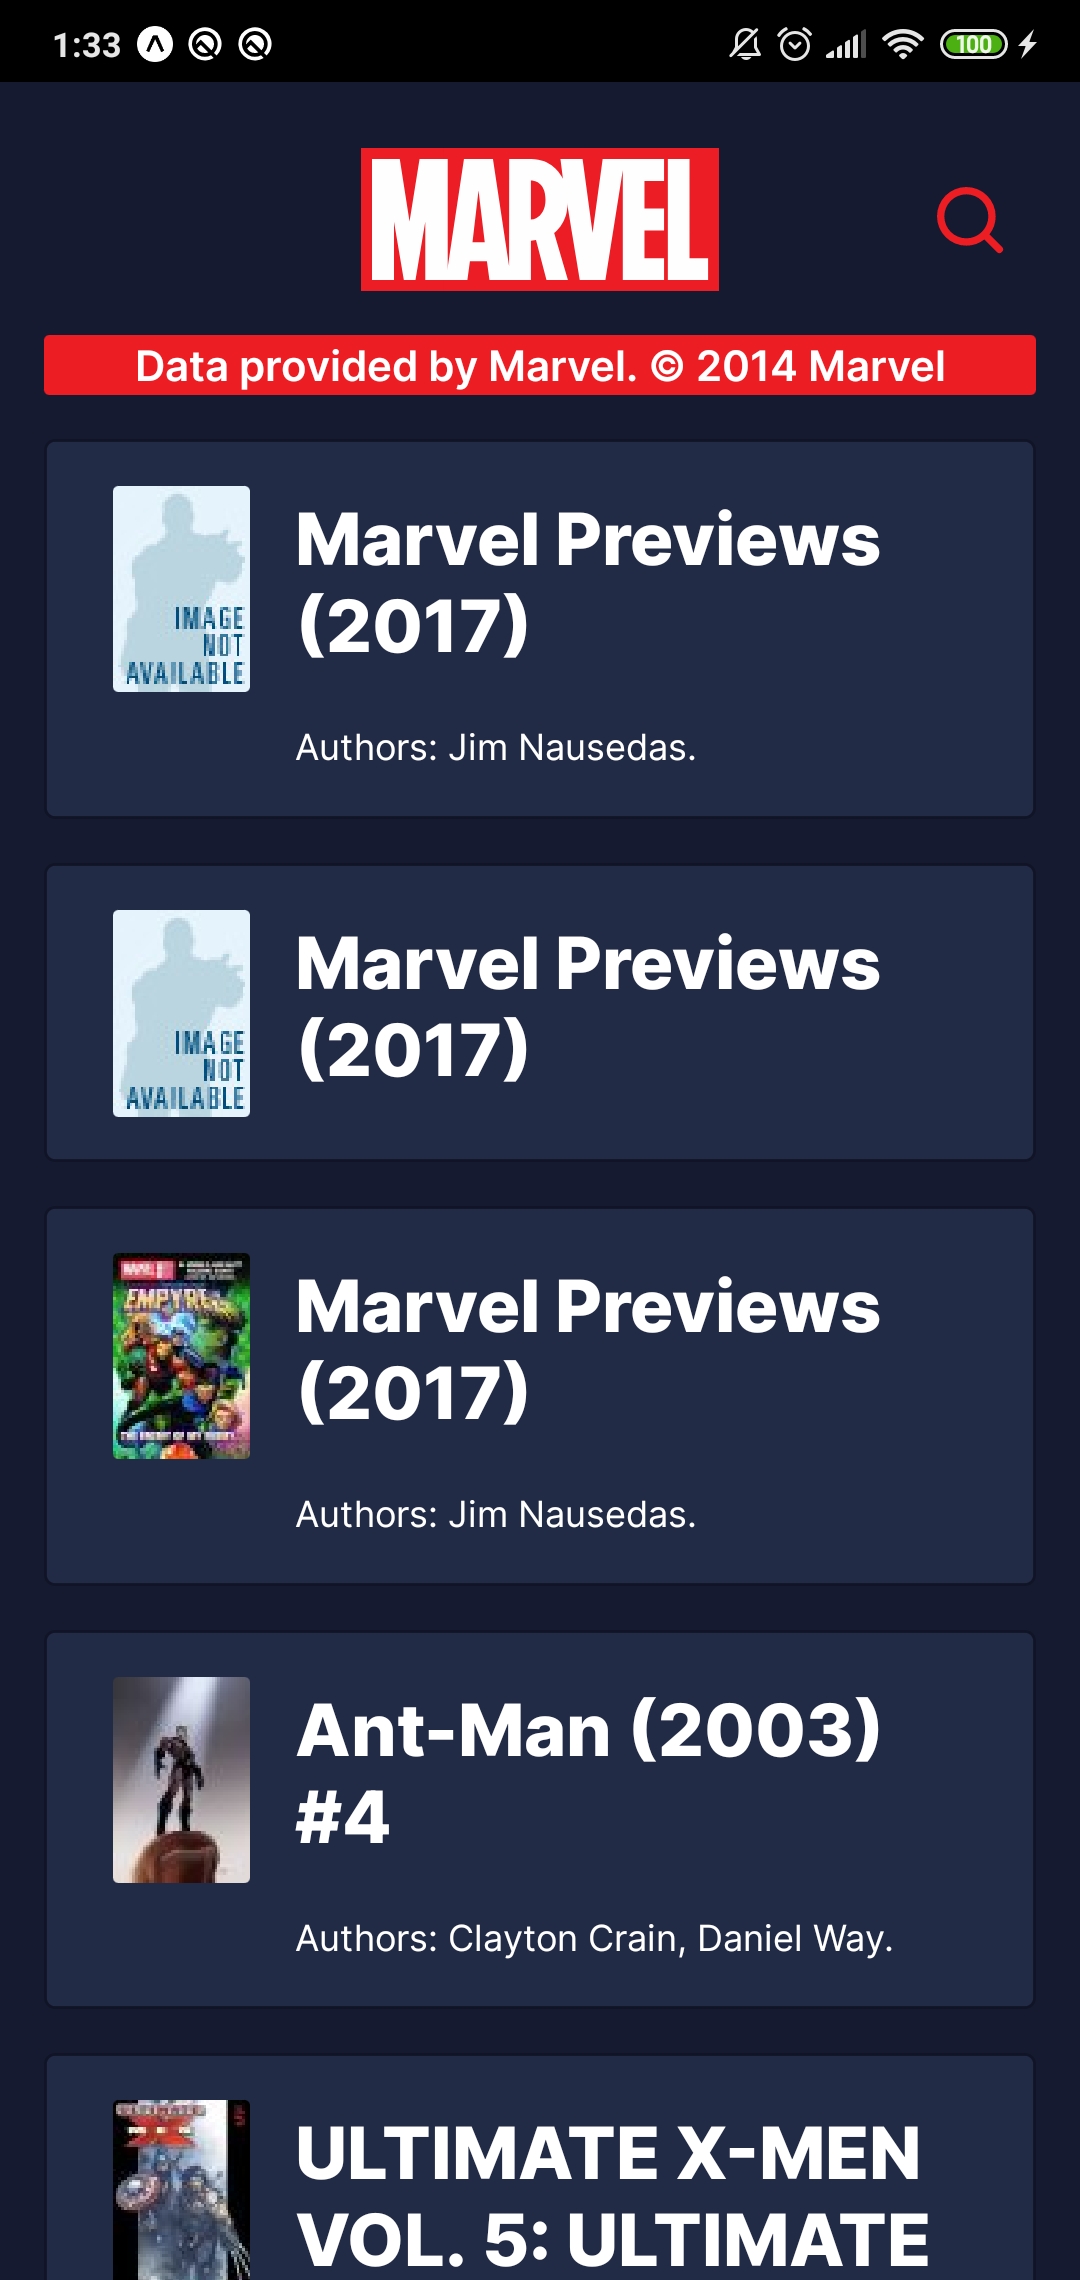 1:33
100
MARVEL
Data provided by Marvel. © 2014 Marvel
IMAGE
NOT
AVAILABLE
Marvel Previews
(2017)
Authors: Jim Nausedas.
IMAGE
NOT
AVAILABLE
Marvel Previews
(2017)
EMPYRE
Marvel Previews
(2017)
Authors: Jim Nausedas.
Ant-Man (2003)
#4
Authors: Clayton Crain, Daniel Way.
ULTIMATE X-MEN
VOL. 5: ULTIMATE